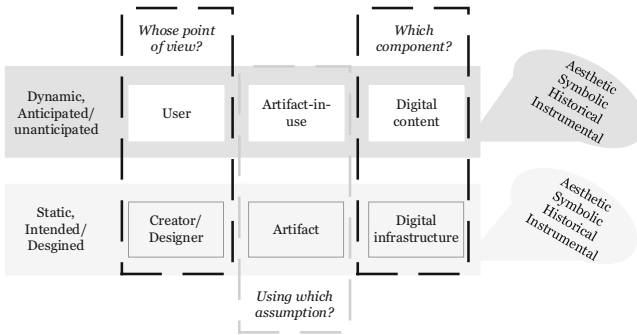 Whose point
of view?
Which
component?
Dynamic,
Anticipated/
unanticipated
User
Artifact-in-
use
Digital
content
Aesthetic
Symbolic
Historical
Instrumental
Static,
Intended/
Desgined
Creator/
Designer
Artifact
Digital
infrastructure
Aesthetic
Symbolic
Historical
Instrumental
Using which
assumption?